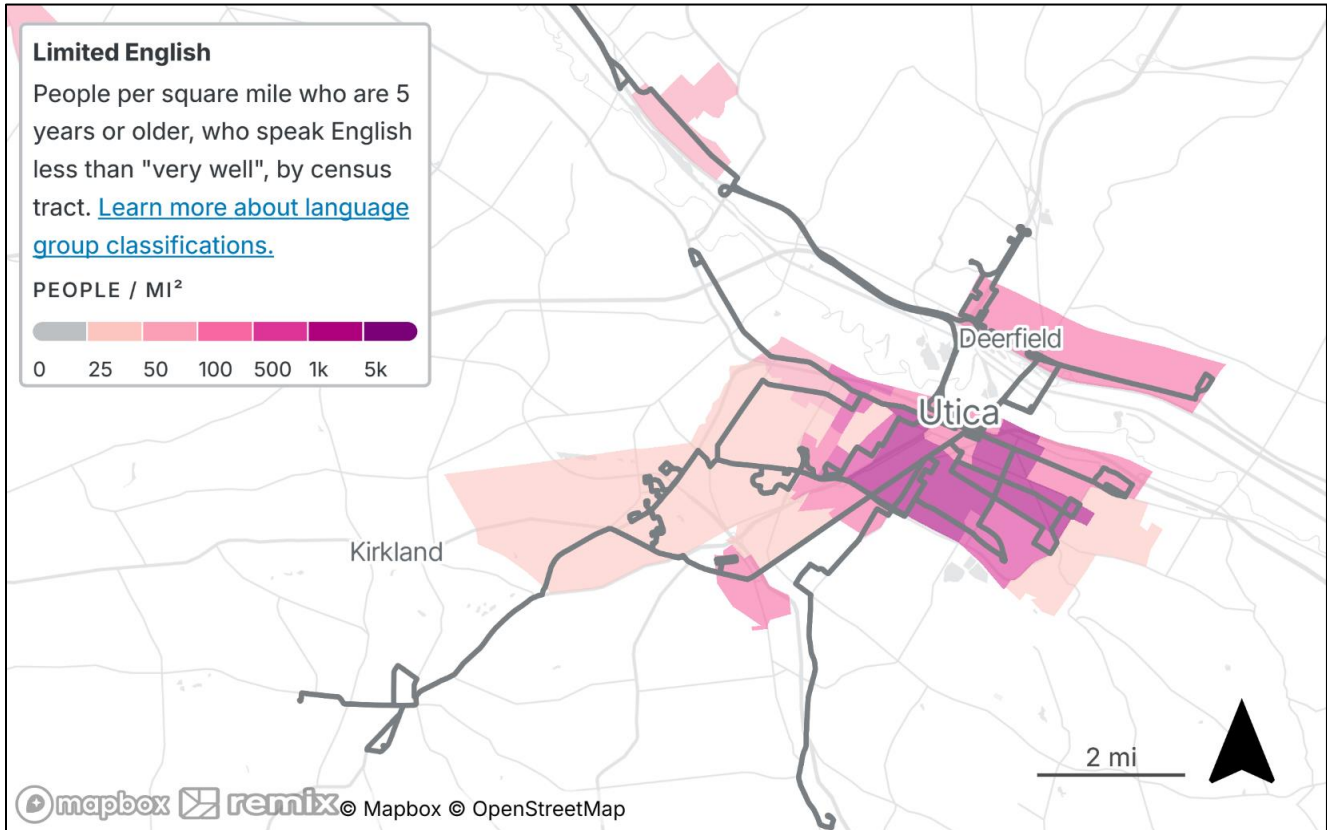 Limited English
People per square mile who are 5
years or older, who speak English
less than "very well", by census
tract. Learn more about language
group classifications.
PEOPLE / MI²
0 25 50 100 500 1k 5k
Deerfield
Utica
Kirkland
2 mi
mapbox remix © Mapbox © OpenStreetMap